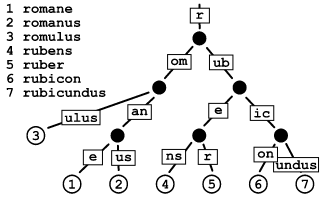 1 romane
2 romanus
3 romulus
4 rubens
5 ruber
6 rubicon
7 rubicundus
r
om ub
ulus an e ic
3
e us ns r on undus
1 2 4 5 6 7